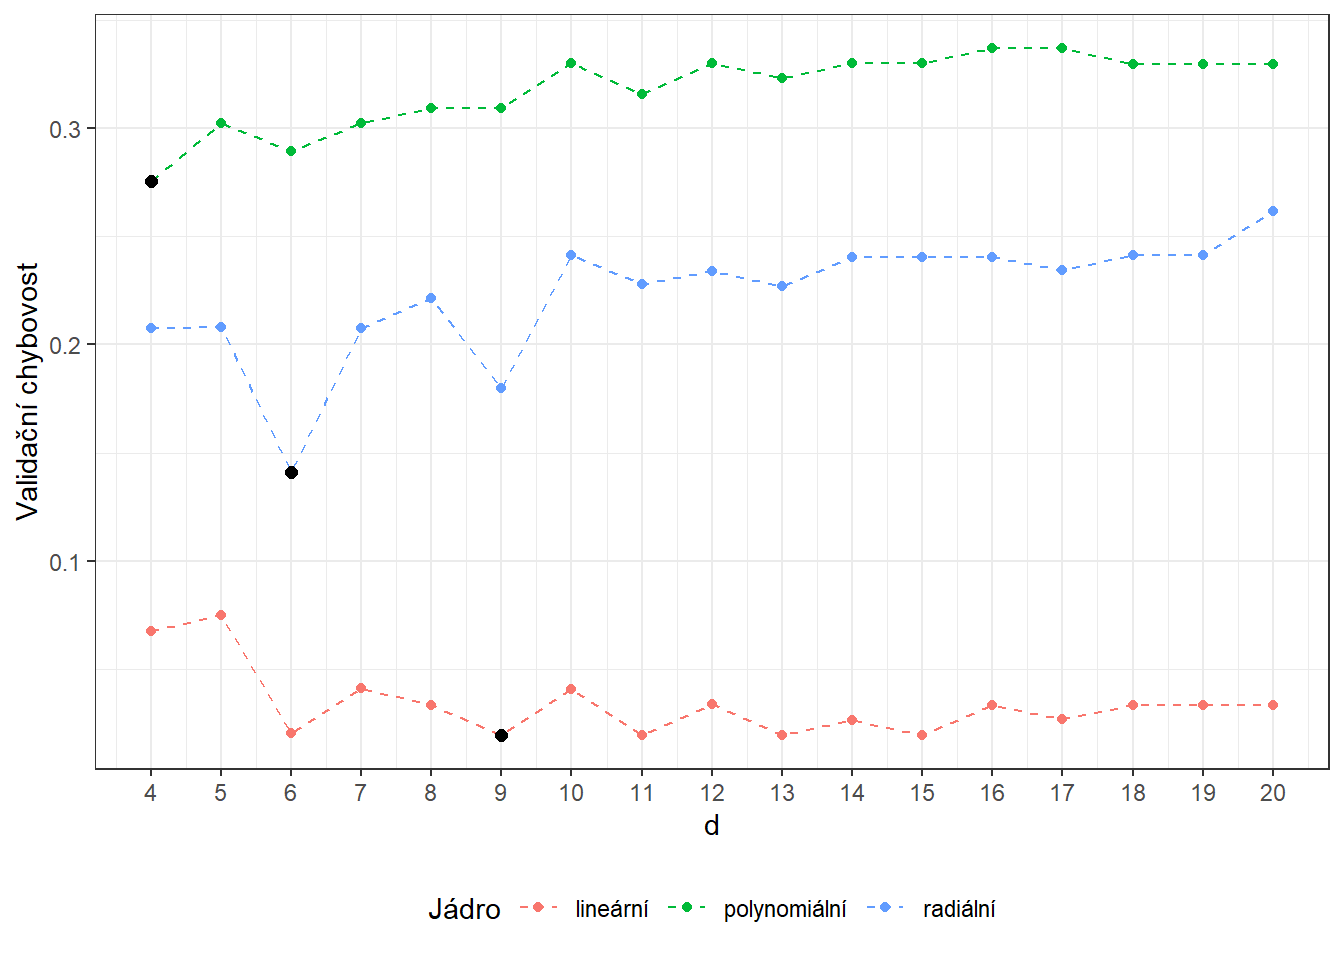 Validační chybovost
0.3
0.2
0.1
4 5 6 7 8 9 10 11 12 13 14 15 16 17 18 19 20
d
Jádro lineární polynomiální radiální